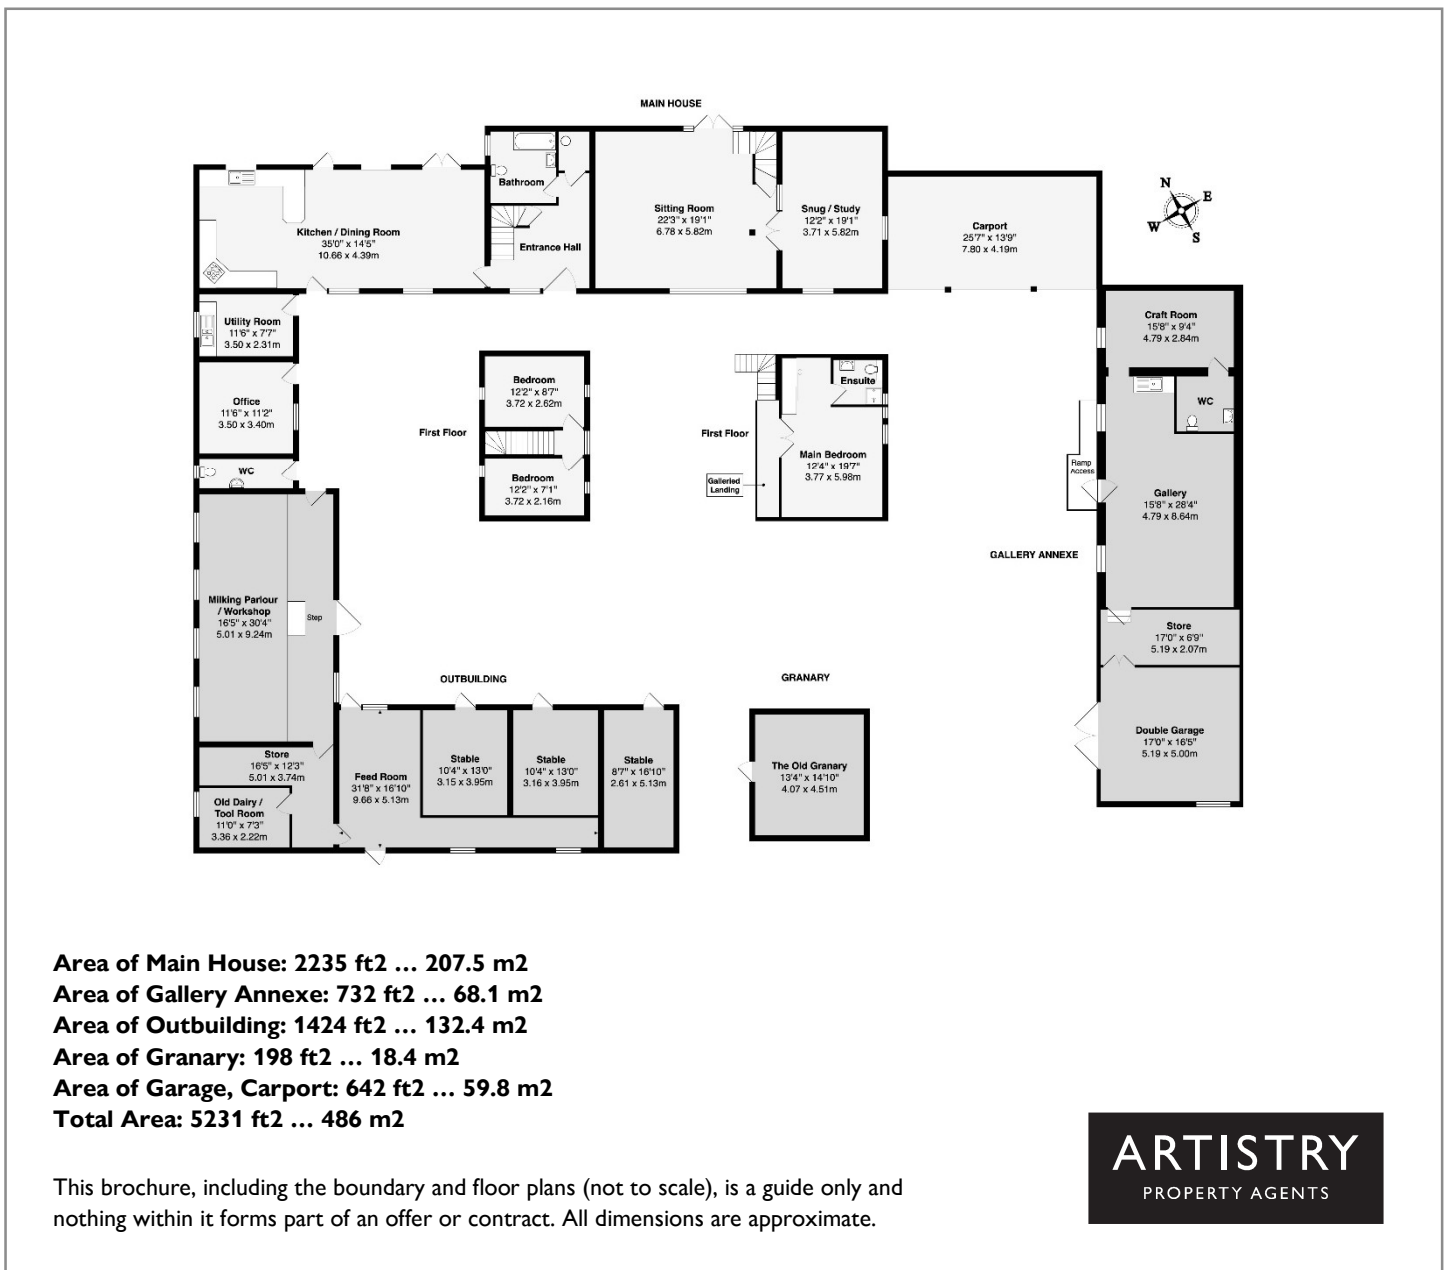 MAIN HOUSE
Bathroom
Kitchen / Dining Room
35'0" x 14'5"
10.66 x 4.39m
Entrance Hall
Sitting Room
22'3" x 19'1"
6.78 x 5.82m
Snug / Study
12'2" x 19'1"
3.71 x 5.82m
Carport
25'7" x 13'9"
7.80 x 4.19m
N
E
W
S
Utility Room
11'6" x 7'7"
3.50 x 2.31m
Office
11'6" x 11'2"
3.50 x 3.40m
WC
First Floor
Bedroom
12'2" x 8'7"
3.72 x 2.62m
Bedroom
12'2" x 7'1"
3.72 x 2.16m
First Floor
Ensuite
Main Bedroom
12'4" x 19'7"
3.77 x 5.98m
Galleried
Landing
Craft Room
15'8" x 9'4"
4.79 x 2.84m
WC
Ramp
Access
Gallery
15'8" x 28'4"
4.79 x 8.64m
GALLERY ANNEXE
Milking Parlour
/ Workshop
16'5" x 30'4"
5.01 x 9.24m
Step
Store
17'0" x 6'9"
5.19 x 2.07m
Double Garage
17'0" x 16'5"
5.19 x 5.00m
OUTBUILDING
GRANARY
Store
16'5" x 12'3"
5.01 x 3.74m
Old Dairy /
Tool Room
11'0" x 7'3"
3.36 x 2.22m
Feed Room
31'8" x 16'10"
9.66 x 5.13m
Stable
10'4" x 13'0"
3.15 x 3.95m
Stable
10'4" x 13'0"
3.16 x 3.95m
Stable
8'7" x 16'10"
2.61 x 5.13m
The Old Granary
13'4" x 14'10"
4.07 x 4.51m
Area of Main House: 2235 ft2 ... 207.5 m2
Area of Gallery Annexe: 732 ft2 ... 68.1 m2
Area of Outbuilding: 1424 ft2 ... 132.4 m2
Area of Granary: 198 ft2 ... 18.4 m2
Area of Garage, Carport: 642 ft2 ... 59.8 m2
Total Area: 5231 ft2 ... 486 m2
This brochure, including the boundary and floor plans (not to scale), is a guide only and
nothing within it forms part of an offer or contract. All dimensions are approximate.
ARTISTRY
PROPERTY AGENTS